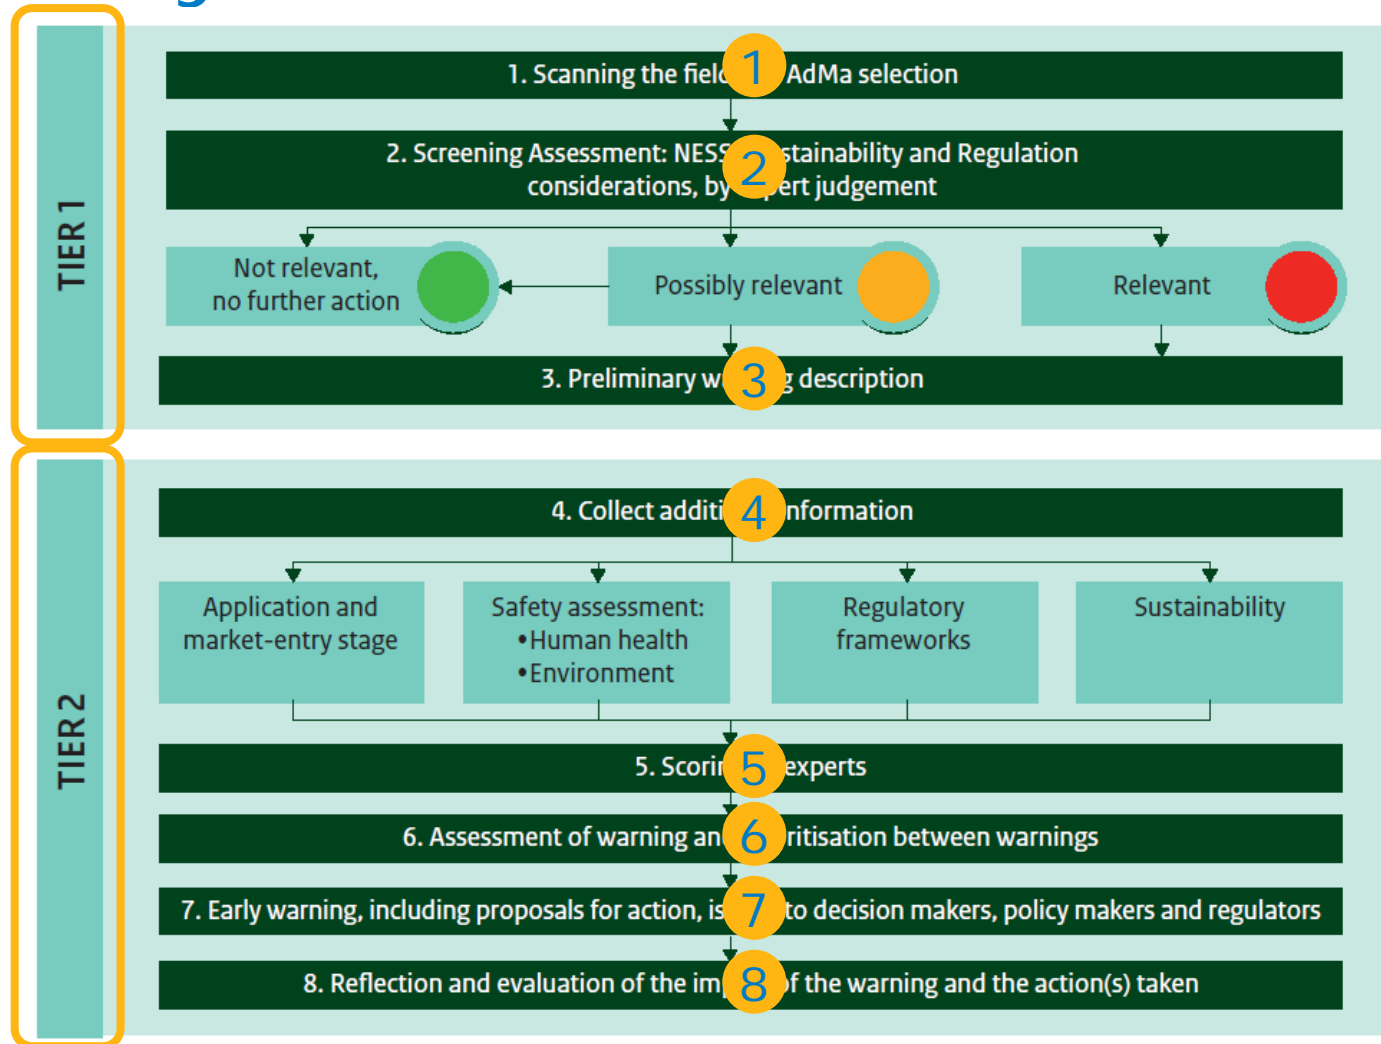 TIER 1
1. Scanning the field AdMa selection
1
2. Screening Assessment: NESS stainability and Regulation
considerations, by pert judgement
2
Not relevant,
no further action
Possibly relevant
Relevant
3. Preliminary w g description
3
TIER 2
4. Collect additi nformation
4
Application and
market-entry stage
Safety assessment:
•Human health
•Environment
Regulatory
frameworks
Sustainability
5. Scorin experts
5
6. Assessment of warning an ritisation between warnings
6
7. Early warning, including proposals for action, is to decision makers, policy makers and regulators
7
8. Reflection and evaluation of the im of the warning and the action(s) taken
8